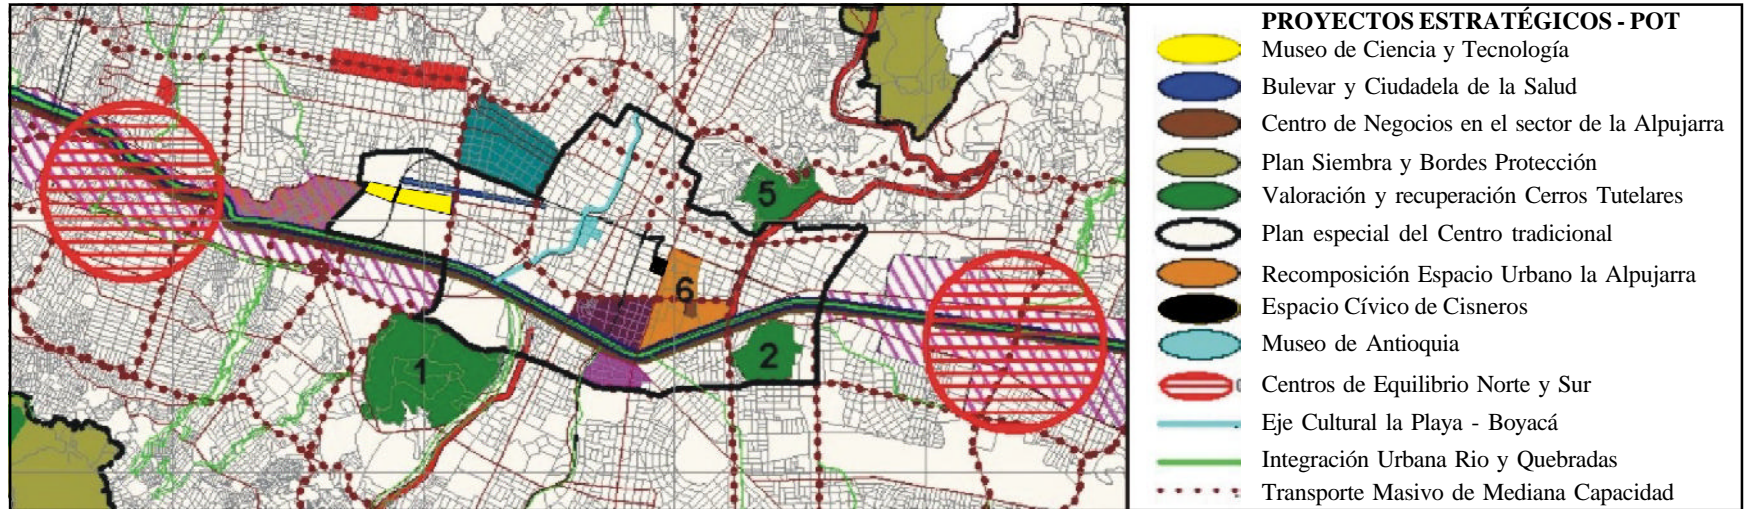 PROYECTOS ESTRATÉGICOS - POT
Museo de Ciencia y Tecnología
Bulevar y Ciudadela de la Salud
Centro de Negocios en el sector de la Alpujarra
Plan Siembra y Bordes Protección
Valoración y recuperación Cerros Tutelares
Plan especial del Centro tradicional
Recomposición Espacio Urbano la Alpujarra
Espacio Cívico de Cisneros
Museo de Antioquia
Centros de Equilibrio Norte y Sur
Eje Cultural la Playa - Boyacá
Integración Urbana Rio y Quebradas
Transporte Masivo de Mediana Capacidad
5
6
1
2